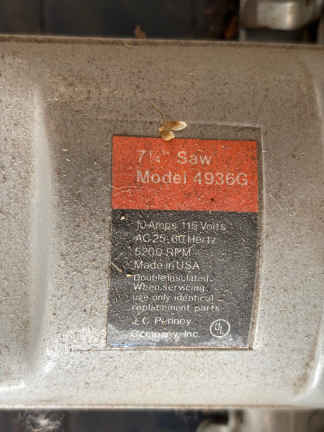 7¼" Saw
Model 4936G
10 Amps 115 Volts
AC 25-60 Hertz
5200 RPM
Made in USA
Double Insulated
When servicing
use only identical
replacement parts.
J.C. Penney
Company, Inc.
UL